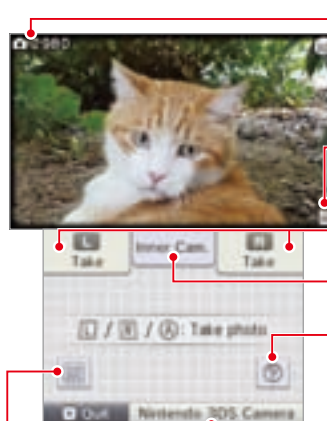 L Inner Cam. R
Take Take
L / R / A : Take photo
Quit Nintendo 3DS Camera